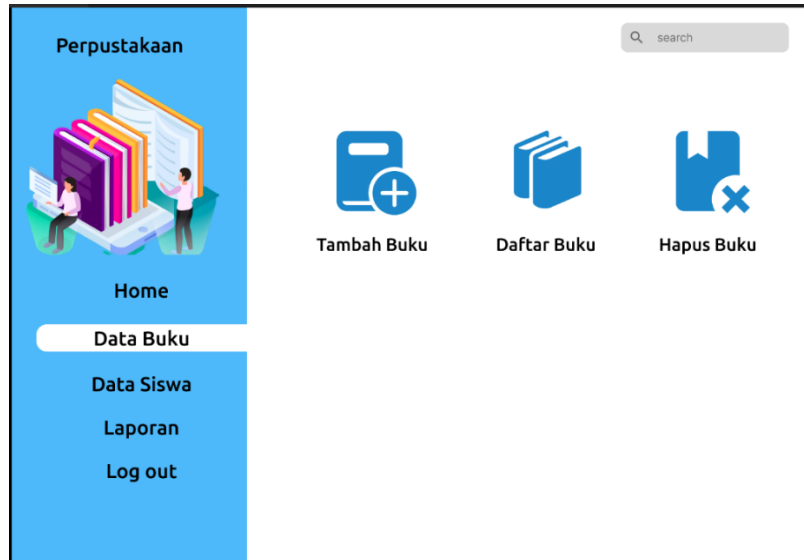 Perpustakaan
search
Tambah Buku
Daftar Buku
Hapus Buku
Home
Data Buku
Data Siswa
Laporan
Log out